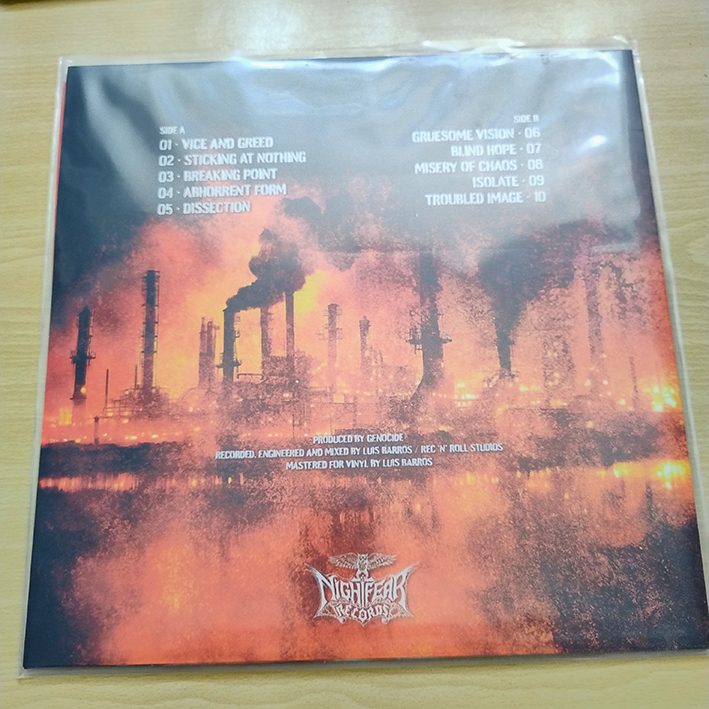 SIDE A
01 · VICE AND GREED
02 · STICKING AT NOTHING
03 · BREAKING POINT
04 · ABHORRENT FORM
05 · DISSECTION
SIDE B
GRUESOME VISION · 06
BLIND HOPE · 07
MISERY OF CHAOS · 08
ISOLATE · 09
TROUBLED IMAGE · 10
PRODUCED BY GENOCIDE
RECORDED, ENGINEERED AND MIXED BY LUIS BARROS / REC 'N' ROLL STUDIOS
MASTERED FOR VINYL BY LUIS BARROS
NIGHTFEAR
RECORDS